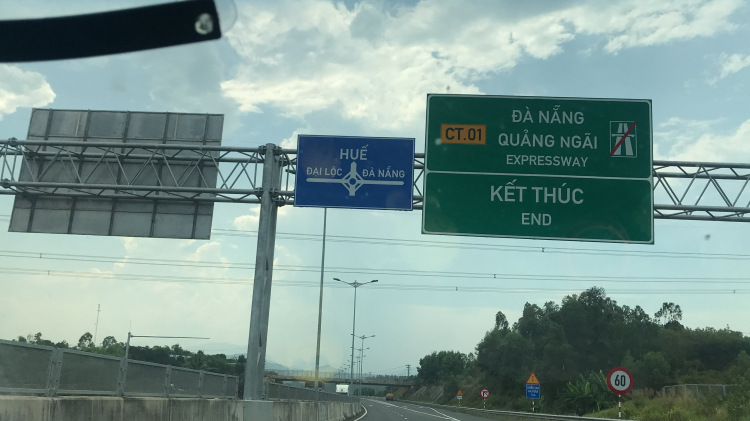 HUẾ
ĐẠI LỘC ĐÀ NẴNG
CT.01
ĐÀ NẴNG
QUẢNG NGÃI
EXPRESSWAY
KẾT THÚC
END
60